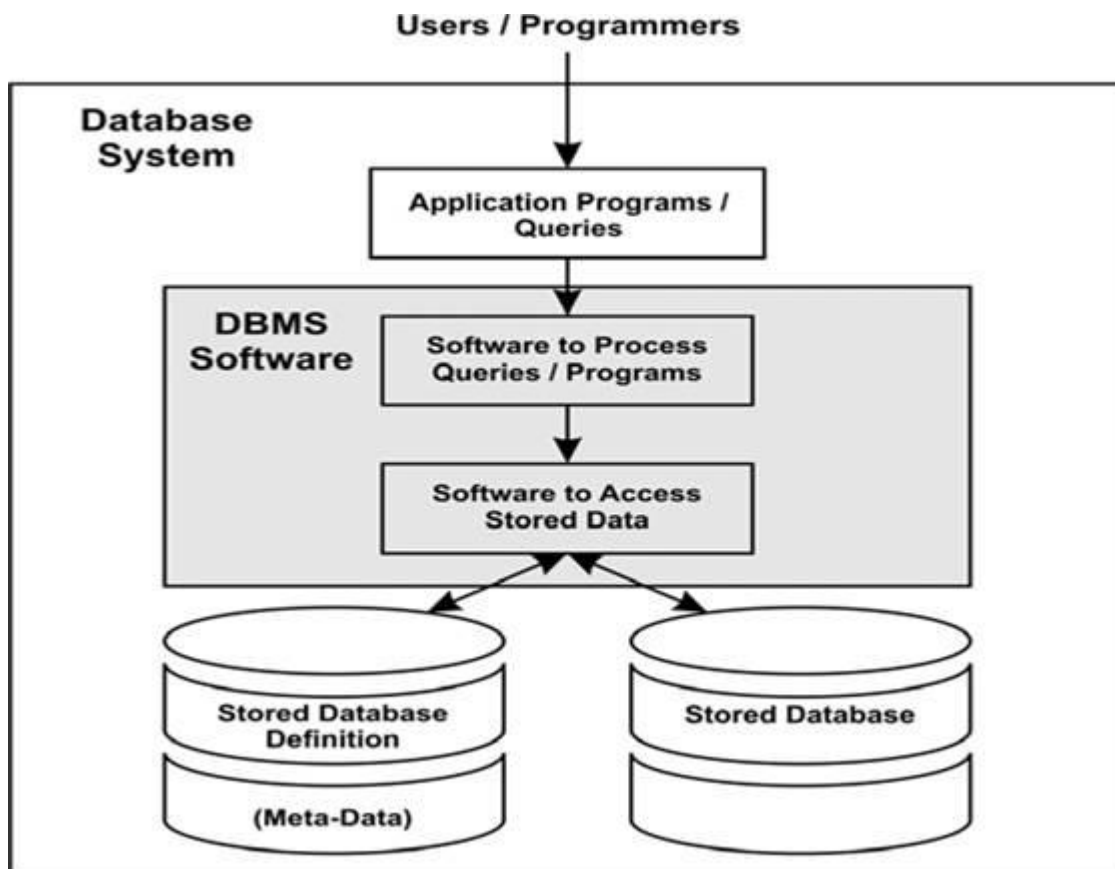 Users / Programmers
Database
System
Application Programs /
Queries
DBMS
Software
Software to Process
Queries / Programs
Software to Access
Stored Data
Stored Database
Definition
(Meta-Data)
Stored Database